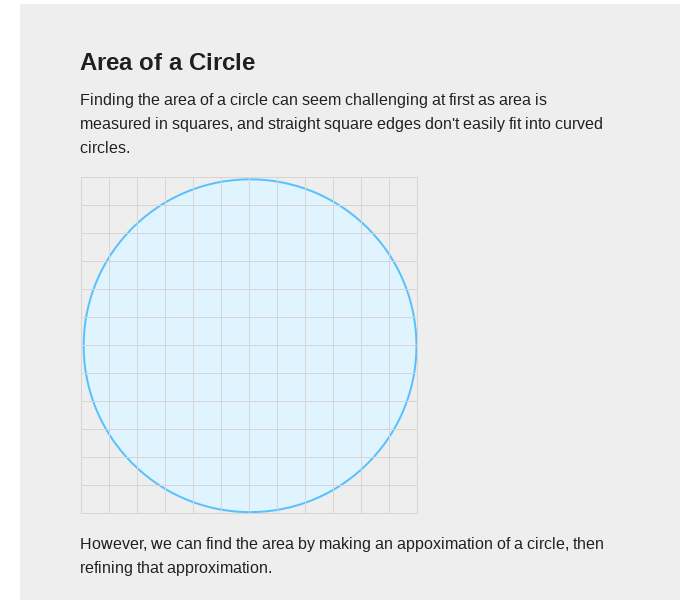 Area of a Circle
Finding the area of a circle can seem challenging at first as area is
measured in squares, and straight square edges don't easily fit into curved
circles.
However, we can find the area by making an appoximation of a circle, then
refining that approximation.